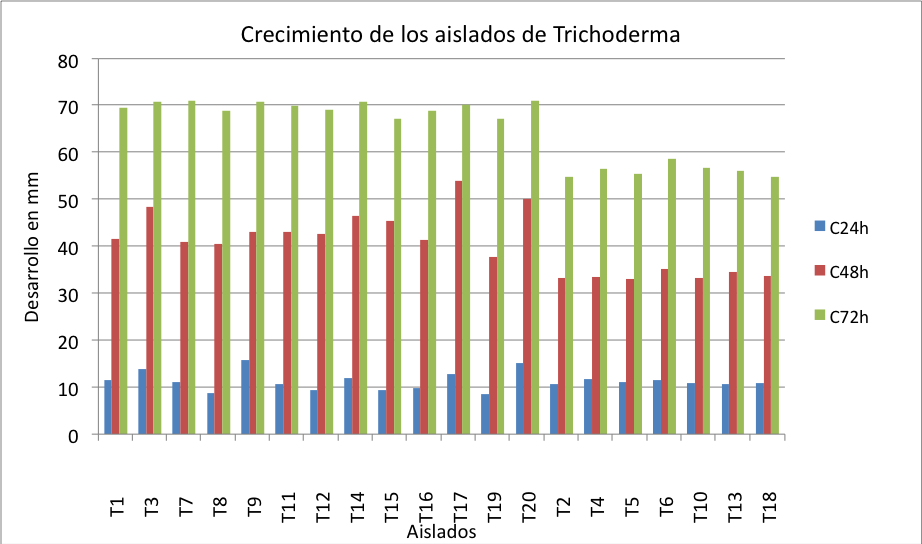 Crecimiento de los aislados de Trichoderma
80
70
60
50
40
30
20
10
0
Desarrollo en mm
T1 T3 T7 T8 T9 T11 T12 T14 T15 T16 T17 T19 T20 T2 T4 T5 T6 T10 T13 T18
Aislados
C24h
C48h
C72h